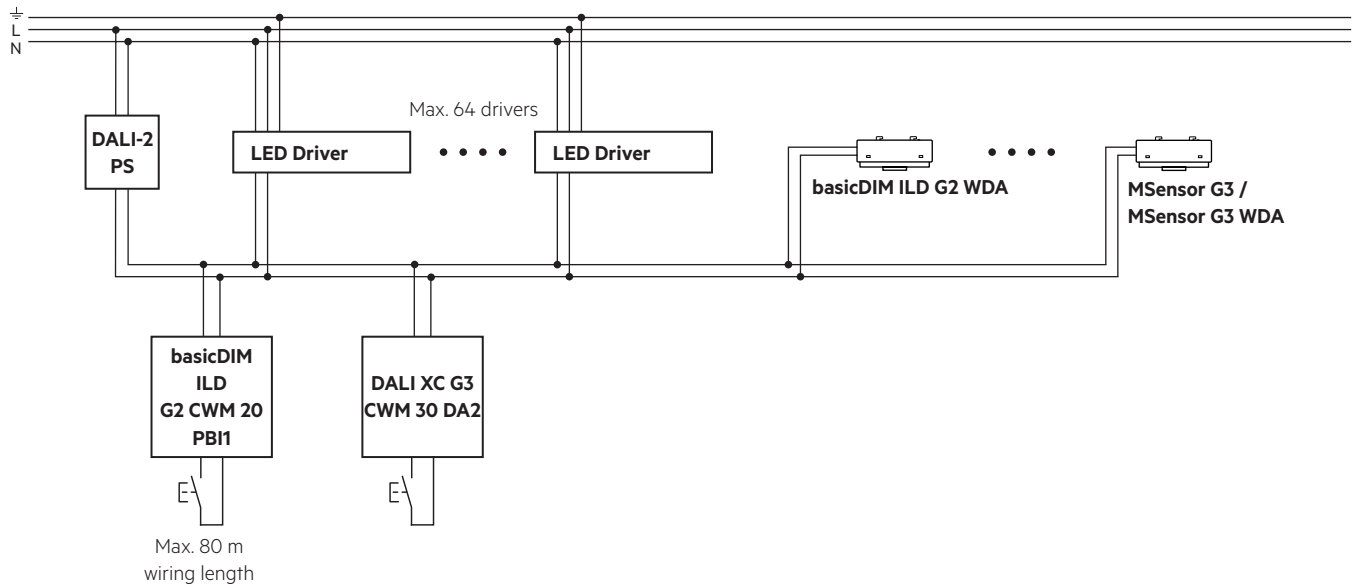 L
N
Max. 64 drivers
DALI-2
PS
LED Driver
LED Driver
basicDIM ILD G2 WDA
MSensor G3 /
MSensor G3 WDA
basicDIM
ILD
G2 CWM 20
PBI1
DALI XC G3
CWM 30 DA2
Max. 80 m
wiring length